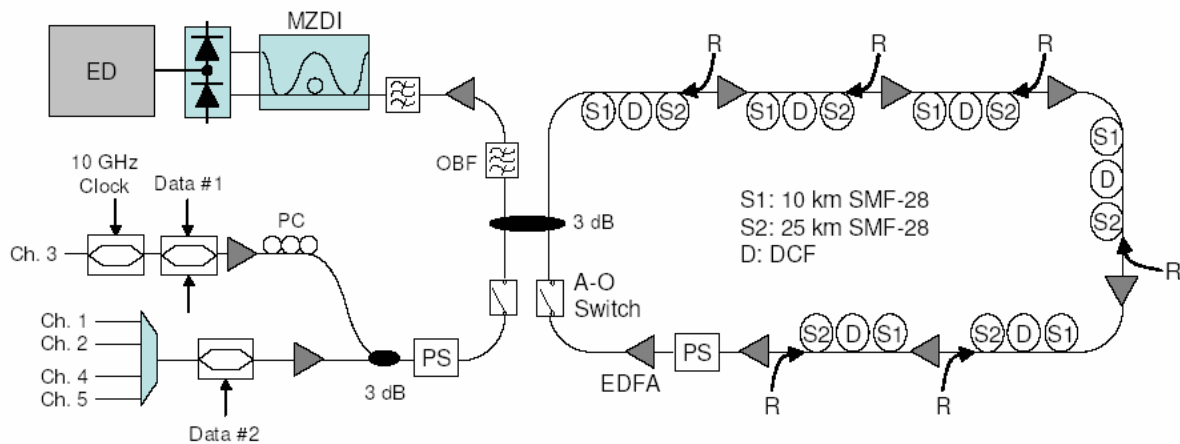 MZDI
ED
OBF
R
R
R
S1 D S2
S1 D S2
S1 D S2
S1
D
S2
R
10 GHz
Clock
Data #1
PC
Ch. 3
3 dB
S1: 10 km SMF-28
S2: 25 km SMF-28
D: DCF
A-O
Switch
Ch. 1
Ch. 2
Ch. 4
Ch. 5
Data #2
3 dB
PS
EDFA
PS
S2 D S1
S2 D S1
R
R